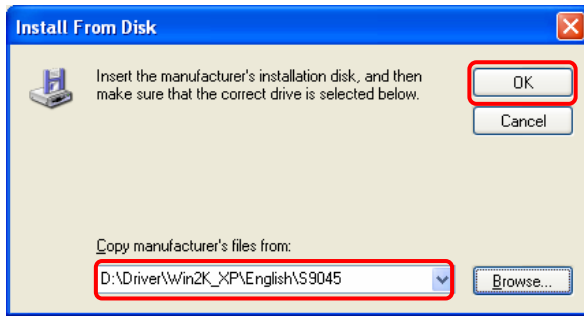 Install From Disk
Insert the manufacturer's installation disk, and then
make sure that the correct drive is selected below.
OK
Cancel
Copy manufacturer's files from:
D:\Driver\Win2K_XP\English\S9045
Browse...